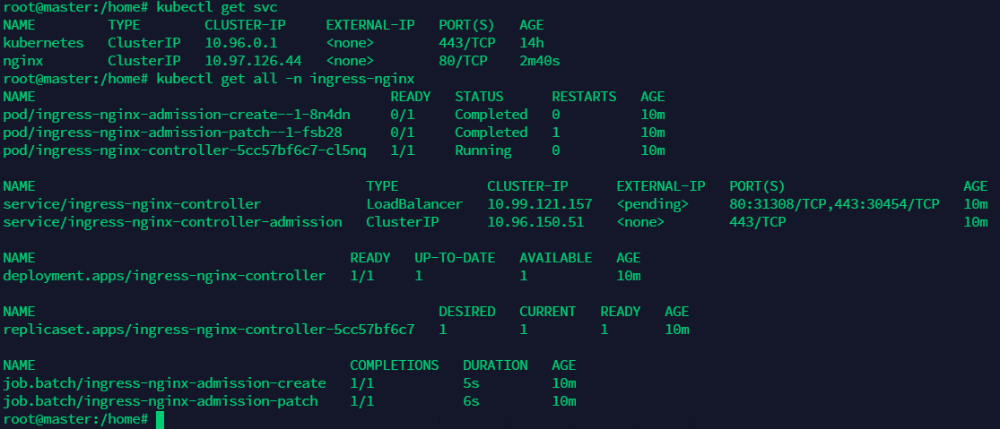 root@master:/home# kubectl get svc
NAME         TYPE        CLUSTER-IP     EXTERNAL-IP   PORT(S)   AGE
kubernetes   ClusterIP   10.96.0.1      <none>        443/TCP   14h
nginx        ClusterIP   10.97.126.44   <none>        80/TCP    2m40s
root@master:/home# kubectl get all -n ingress-nginx
NAME                                            READY   STATUS      RESTARTS   AGE
pod/ingress-nginx-admission-create--1-8n4dn     0/1     Completed   0          10m
pod/ingress-nginx-admission-patch--1-fsb28      0/1     Completed   1          10m
pod/ingress-nginx-controller-5cc57bf6c7-cl5nq   1/1     Running     0          10m

NAME                                         TYPE           CLUSTER-IP      EXTERNAL-IP   PORT(S)                      AGE
service/ingress-nginx-controller             LoadBalancer   10.99.121.157   <pending>     80:31308/TCP,443:30454/TCP   10m
service/ingress-nginx-controller-admission   ClusterIP      10.96.150.51    <none>        443/TCP                      10m

NAME                                       READY   UP-TO-DATE   AVAILABLE   AGE
deployment.apps/ingress-nginx-controller   1/1     1            1           10m

NAME                                                  DESIRED   CURRENT   READY   AGE
replicaset.apps/ingress-nginx-controller-5cc57bf6c7   1         1         1       10m

NAME                                       COMPLETIONS   DURATION   AGE
job.batch/ingress-nginx-admission-create   1/1           5s         10m
job.batch/ingress-nginx-admission-patch    1/1           6s         10m
root@master:/home#